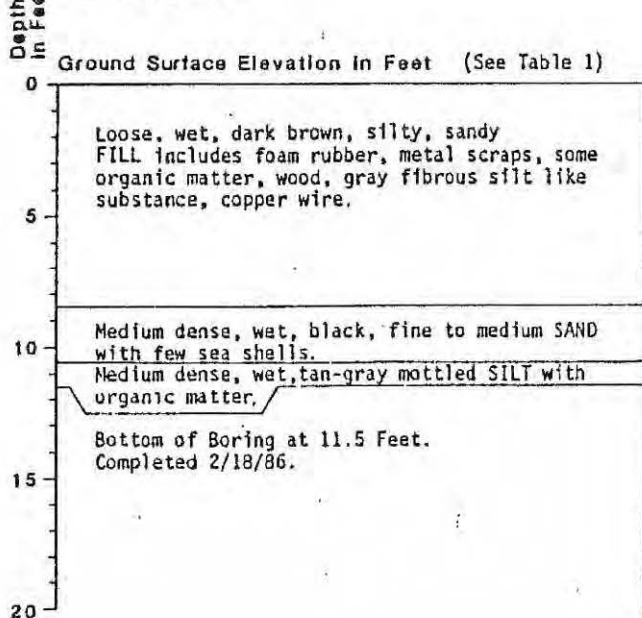 Depth
in Feet
Ground Surface Elevation in Feet (See Table 1)
0
Loose, wet, dark brown, silty, sandy
FILL includes foam rubber, metal scraps, some
organic matter, wood, gray fibrous silt like
substance, copper wire.
5
Medium dense, wet, black, fine to medium SAND
10
with few sea shells.
Medium dense, wet,tan-gray mottled SILT with
organic matter.
Bottom of Boring at 11.5 Feet.
Completed 2/18/86.
15
20